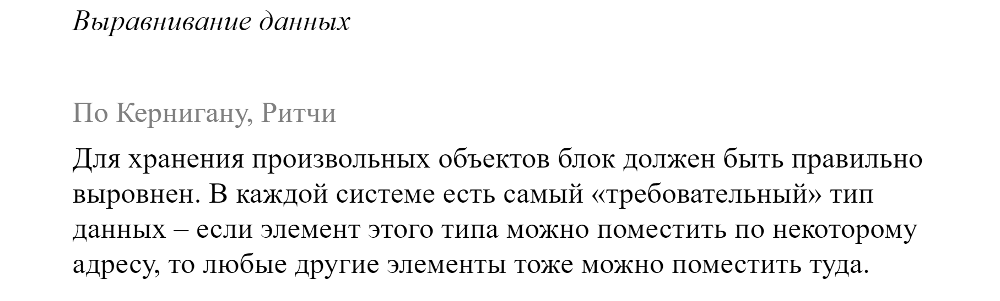 Выравнивание данных
По Кернигану, Ритчи
Для хранения произвольных объектов блок должен быть правильно
выровнен. В каждой системе есть самый «требовательный» тип
данных – если элемент этого типа можно поместить по некоторому
адресу, то любые другие элементы тоже можно поместить туда.